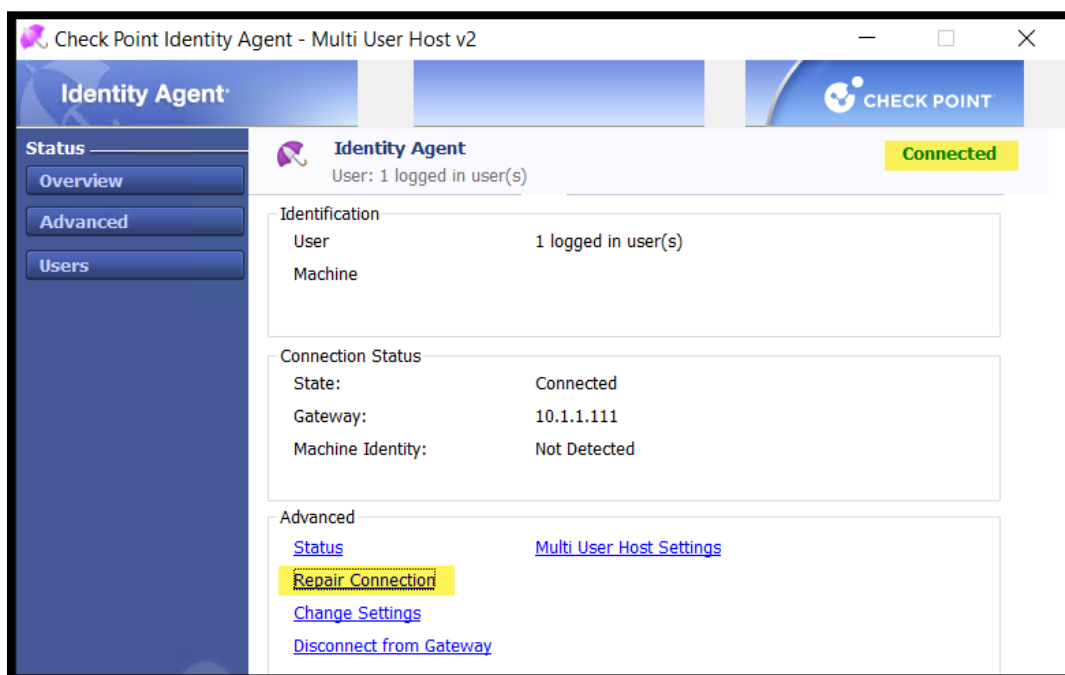 Check Point Identity Agent - Multi User Host v2
Identity Agent
CHECK POINT
Status
Overview
Advanced
Users
Identity Agent
User: 1 logged in user(s)
Connected
Identification
User 1 logged in user(s)
Machine
Connection Status
State: Connected
Gateway: 10.1.1.111
Machine Identity: Not Detected
Advanced
Status Multi User Host Settings
Repair Connection
Change Settings
Disconnect from Gateway